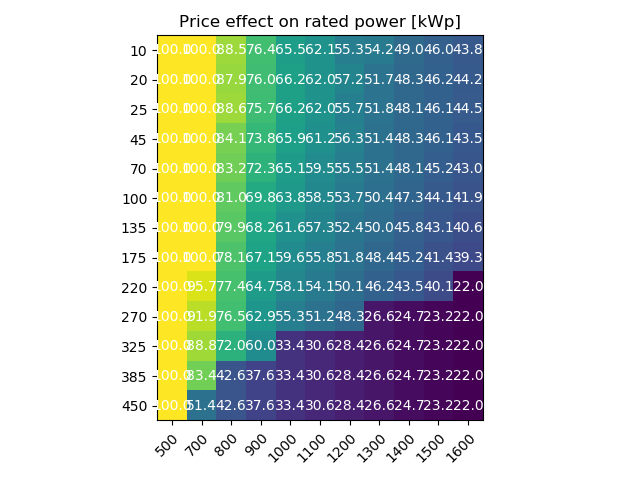 Price effect on rated power [kWp]
10 100.0 100.0 88.5 76.4 65.5 62.1 55.3 54.2 49.0 46.0 43.8
20 100.0 100.0 87.9 76.0 66.2 62.0 57.2 51.7 48.3 46.2 44.2
25 100.0 100.0 88.6 75.7 66.2 62.0 55.7 51.8 48.1 46.1 44.5
45 100.0 100.0 84.1 73.8 65.9 61.2 56.3 51.4 48.3 46.1 43.5
70 100.0 100.0 83.2 72.3 65.1 59.5 55.5 51.4 48.1 45.2 43.0
100 100.0 100.0 81.0 69.8 63.8 58.5 53.7 50.4 47.3 44.1 41.9
135 100.0 100.0 79.9 68.2 61.6 57.3 52.4 50.0 45.8 43.1 40.6
175 100.0 100.0 78.1 67.1 59.6 55.8 51.8 48.4 45.2 41.4 39.3
220 100.0 95.7 77.4 64.7 58.1 54.1 50.1 46.2 43.5 40.1 22.0
270 100.0 91.9 76.5 62.9 55.3 51.2 48.3 26.6 24.7 23.2 22.0
325 100.0 88.8 72.0 60.0 33.4 30.6 28.4 26.6 24.7 23.2 22.0
385 100.0 83.4 42.6 37.6 33.4 30.6 28.4 26.6 24.7 23.2 22.0
450 100.0 51.4 42.6 37.6 33.4 30.6 28.4 26.6 24.7 23.2 22.0
500 700 800 900 1000 1100 1200 1300 1400 1500 1600